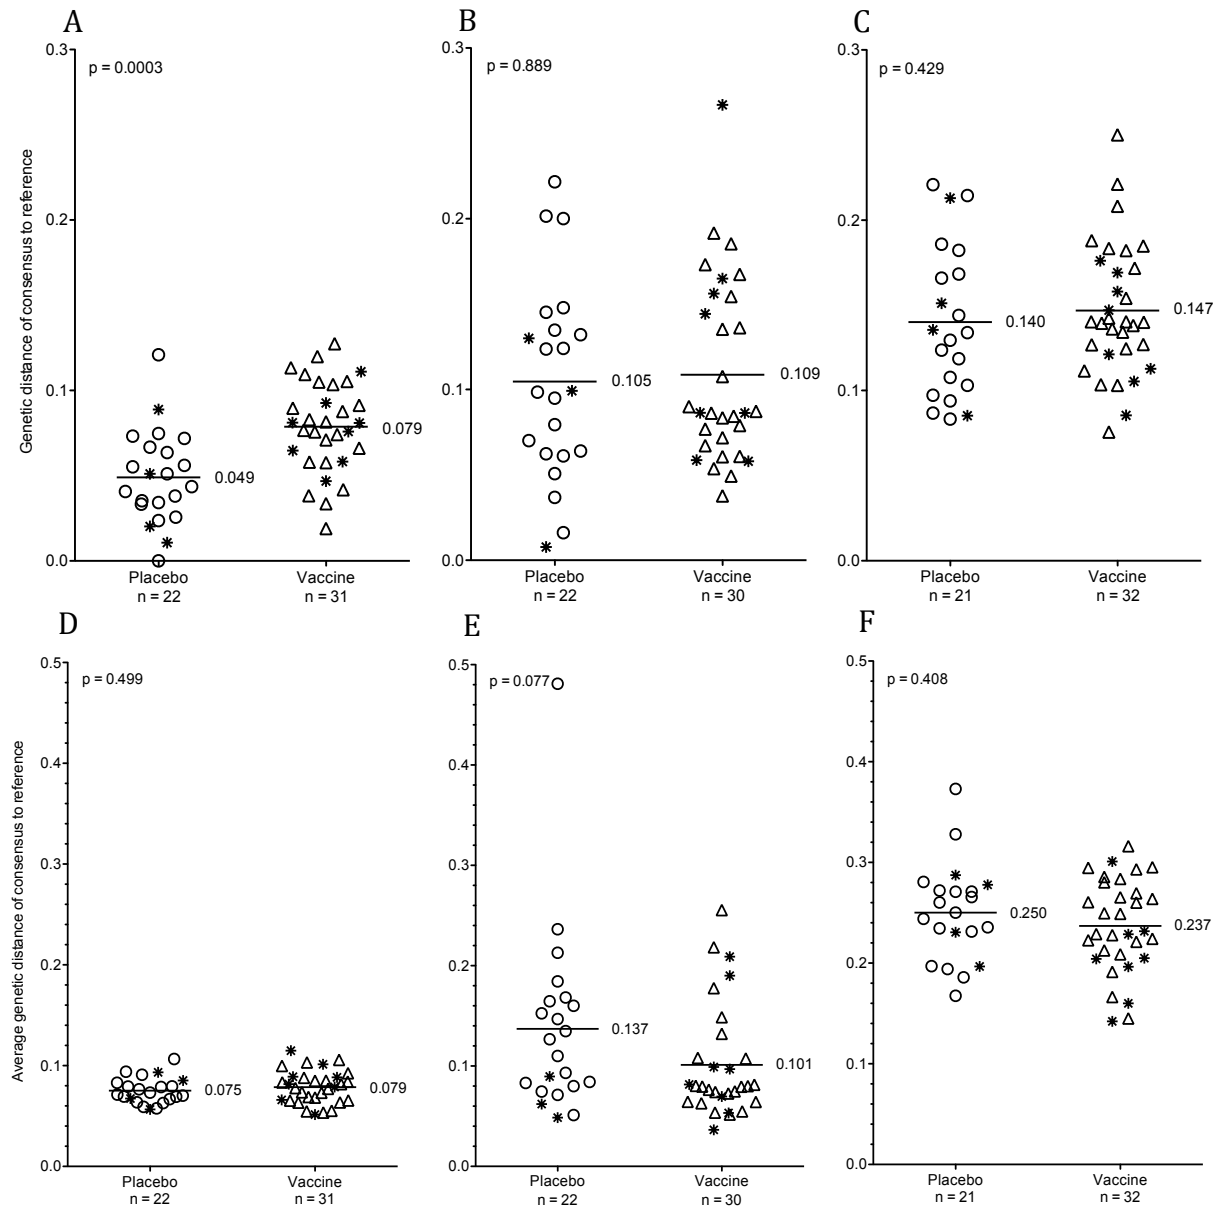 A
B
C
Genetic distance of consensus to reference
0.3
0.2
0.1
0.0
p = 0.0003
0.049
0.079
Placebo
n = 22
Vaccine
n = 31
0.3
0.2
0.1
0.0
p = 0.889
0.105
0.109
Placebo
n = 22
Vaccine
n = 30
0.3
0.2
0.1
0.0
p = 0.429
0.140
0.147
Placebo
n = 21
Vaccine
n = 32
D
E
F
Average genetic distance of consensus to reference
0.5
0.4
0.3
0.2
0.1
0.0
p = 0.499
0.075
0.079
Placebo
n = 22
Vaccine
n = 31
0.5
0.4
0.3
0.2
0.1
0.0
p = 0.077
0.137
0.101
Placebo
n = 22
Vaccine
n = 30
0.5
0.4
0.3
0.2
0.1
0.0
p = 0.408
0.250
0.237
Placebo
n = 21
Vaccine
n = 32